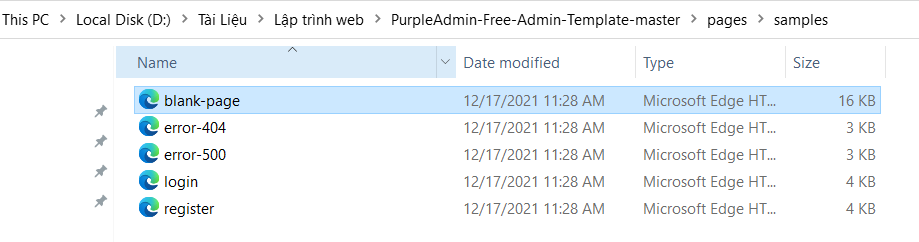 This PC > Local Disk (D:) > Tài Liệu > Lập trình web > PurpleAdmin-Free-Admin-Template-master > pages > samples
Name Date modified Type Size
blank-page 12/17/2021 11:28 AM Microsoft Edge HT... 16 KB
error-404 12/17/2021 11:28 AM Microsoft Edge HT... 3 KB
error-500 12/17/2021 11:28 AM Microsoft Edge HT... 3 KB
login 12/17/2021 11:28 AM Microsoft Edge HT... 4 KB
register 12/17/2021 11:28 AM Microsoft Edge HT... 4 KB